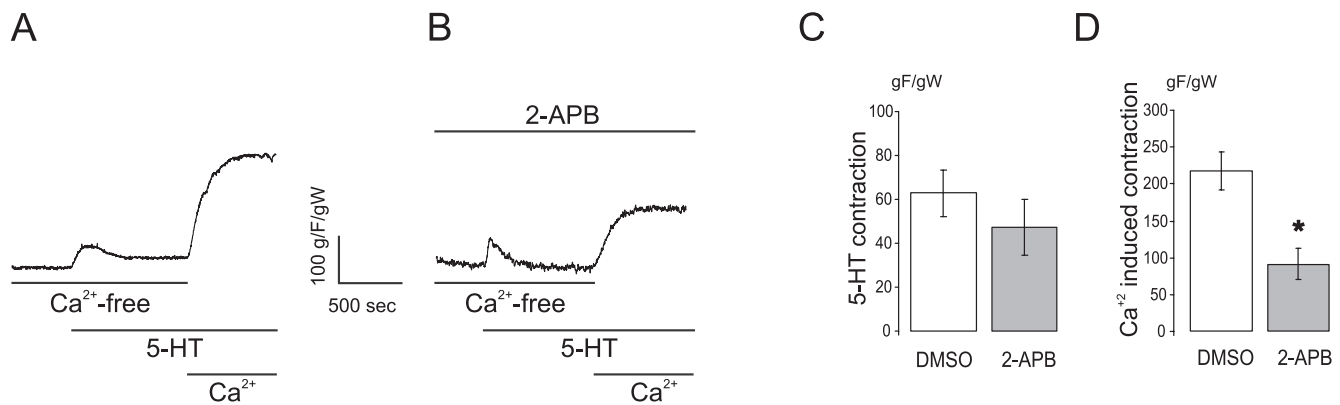 A
Ca²⁺-free
5-HT
Ca²⁺
100 g/F/gW
500 sec
B
2-APB
Ca²⁺-free
5-HT
Ca²⁺
C
gF/gW
5-HT contraction
100
80
60
40
20
0
DMSO 2-APB
D
gF/gW
Ca⁺² induced contraction
300
250
200
150
100
50
0
*
DMSO 2-APB